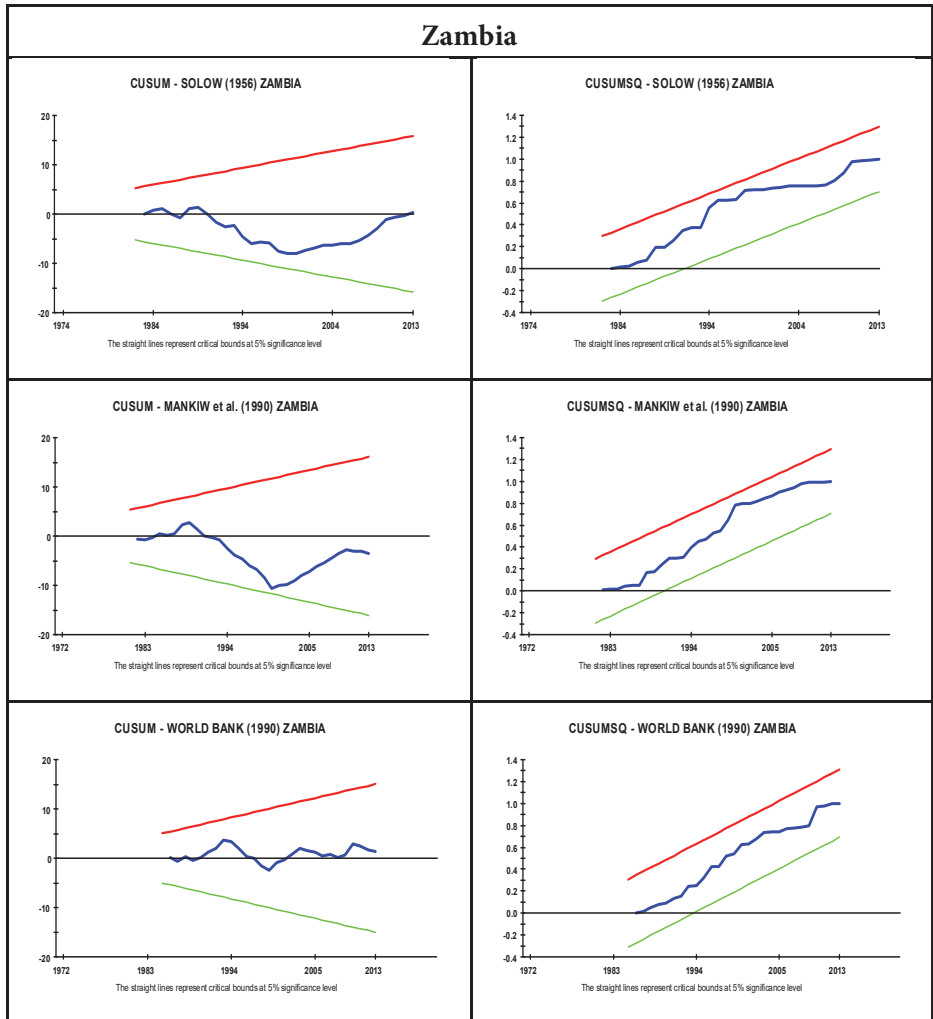 Zambia
CUSUM - SOLOW (1956) ZAMBIA
20
10
0
-10
-20
1974 1984 1994 2004 2013
The straight lines represent critical bounds at 5% significance level
CUSUMSQ - SOLOW (1956) ZAMBIA
1.4
1.2
1.0
0.8
0.6
0.4
0.2
0.0
-0.2
-0.4
1974 1984 1994 2004 2013
The straight lines represent critical bounds at 5% significance level
CUSUM - MANKIW et al. (1990) ZAMBIA
20
10
0
-10
-20
1972 1983 1994 2005 2013
The straight lines represent critical bounds at 5% significance level
CUSUMSQ - MANKIW et al. (1990) ZAMBIA
1.4
1.2
1.0
0.8
0.6
0.4
0.2
0.0
-0.2
-0.4
1972 1983 1994 2005 2013
The straight lines represent critical bounds at 5% significance level
CUSUM - WORLD BANK (1990) ZAMBIA
20
10
0
-10
-20
1972 1983 1994 2005 2013
The straight lines represent critical bounds at 5% significance level
CUSUMSQ - WORLD BANK (1990) ZAMBIA
1.4
1.2
1.0
0.8
0.6
0.4
0.2
0.0
-0.2
-0.4
1972 1983 1994 2005 2013
The straight lines represent critical bounds at 5% significance level